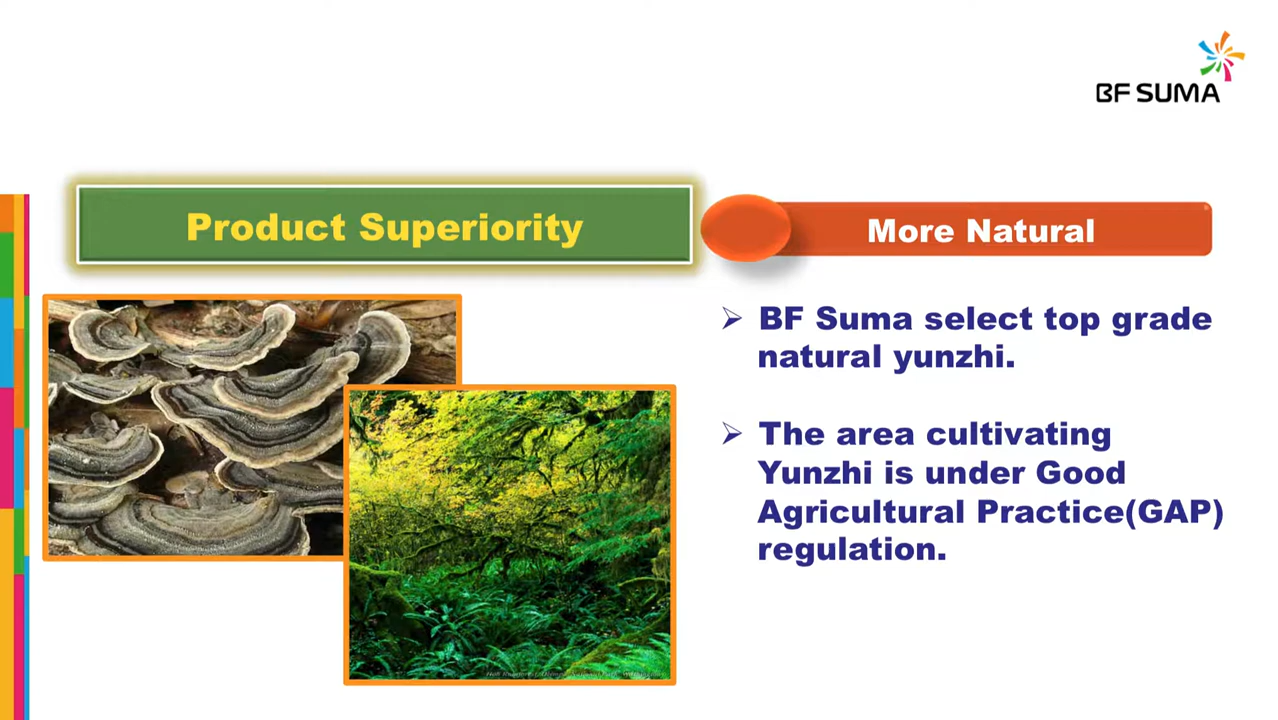 BF SUMA
Product Superiority
More Natural
➢ BF Suma select top grade
natural yunzhi.
➢ The area cultivating
Yunzhi is under Good
Agricultural Practice(GAP)
regulation.